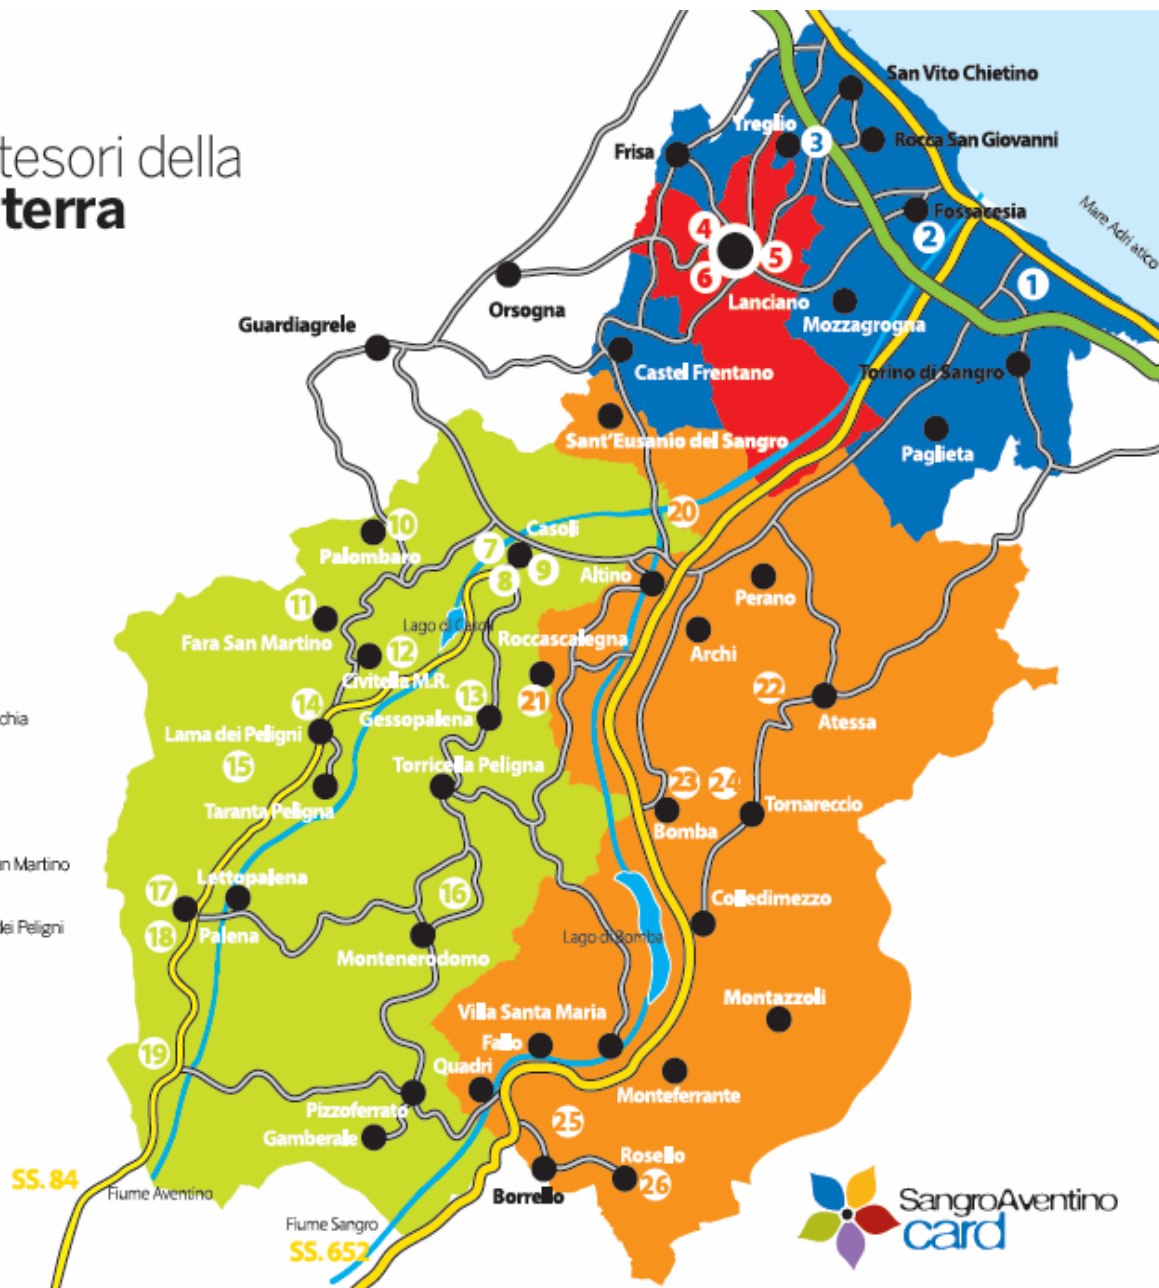 tesori della
terra
San Vito Chietino
Treglio
3
Rocca San Giovanni
Frisa
Mare Adriatico
Fossacesia
4
2
5
6
1
Orsogna
Lanciano
Mozzagrogna
Guardiagrele
Castel Frentano
Torino di Sangro
Sant'Eusanio del Sangro
Paglieta
20
10
Casoli
Palombaro
7
9
8
Altino
Perano
11
Lago di Casoli
Fara San Martino
Roccascalegna
12
Archi
Civitella M.R.
22
13
21
14
chia
Gessopalena
Atessa
Lama dei Peligni
15
Torricella Peligna
23
24
Taranta Peligna
Tornareccio
Bomba
n Martino
Lettopalena
17
16
Colledimezzo
dei Peligni
18
Palena
Lago di Bomba
Montenerodomo
Montazzoli
Villa Santa Maria
Fallo
19
Quadri
Monteferrante
Pizzoferrato
25
Gamberale
Rosello
SS. 84
26
Fiume Aventino
Borrello
Fiume Sangro
SS. 652
SangroAventino
card